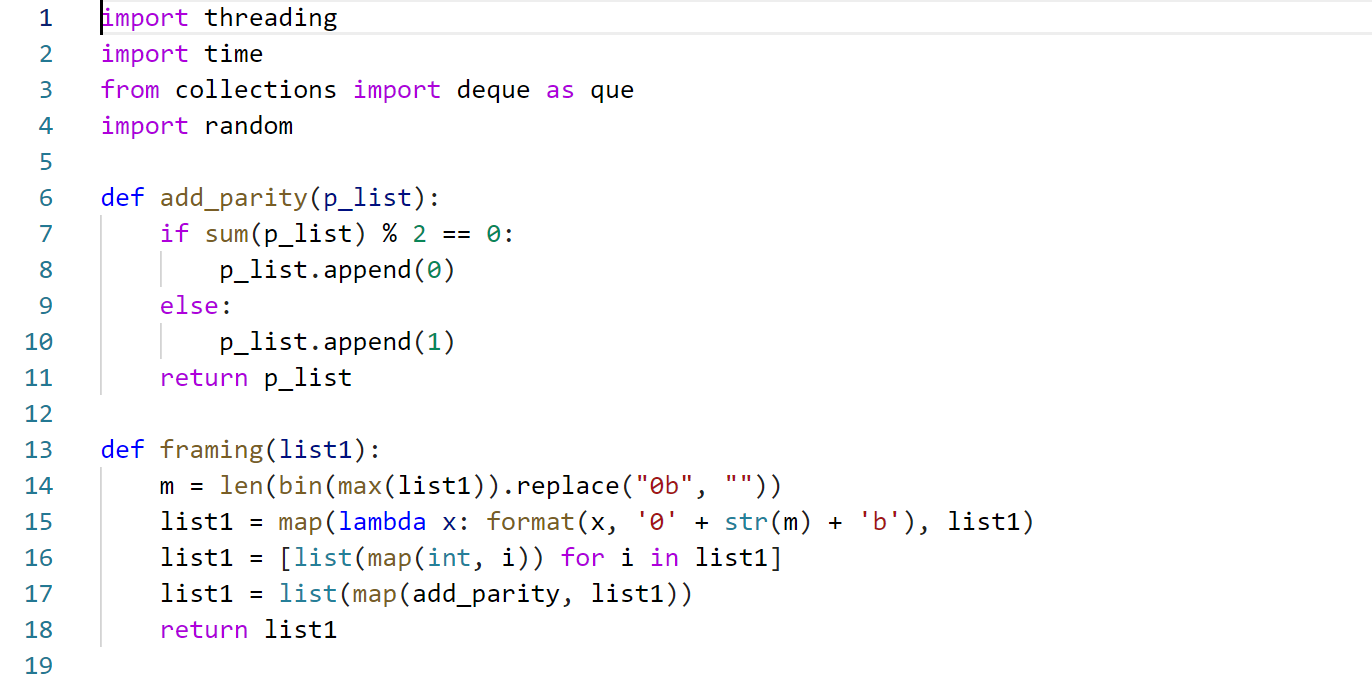 1 import threading
2 import time
3 from collections import deque as que
4 import random
5
6 def add_parity(p_list):
7     if sum(p_list) % 2 == 0:
8         p_list.append(0)
9     else:
10         p_list.append(1)
11     return p_list
12
13 def framing(list1):
14     m = len(bin(max(list1)).replace("0b", ""))
15     list1 = map(lambda x: format(x, '0' + str(m) + 'b'), list1)
16     list1 = [list(map(int, i)) for i in list1]
17     list1 = list(map(add_parity, list1))
18     return list1
19